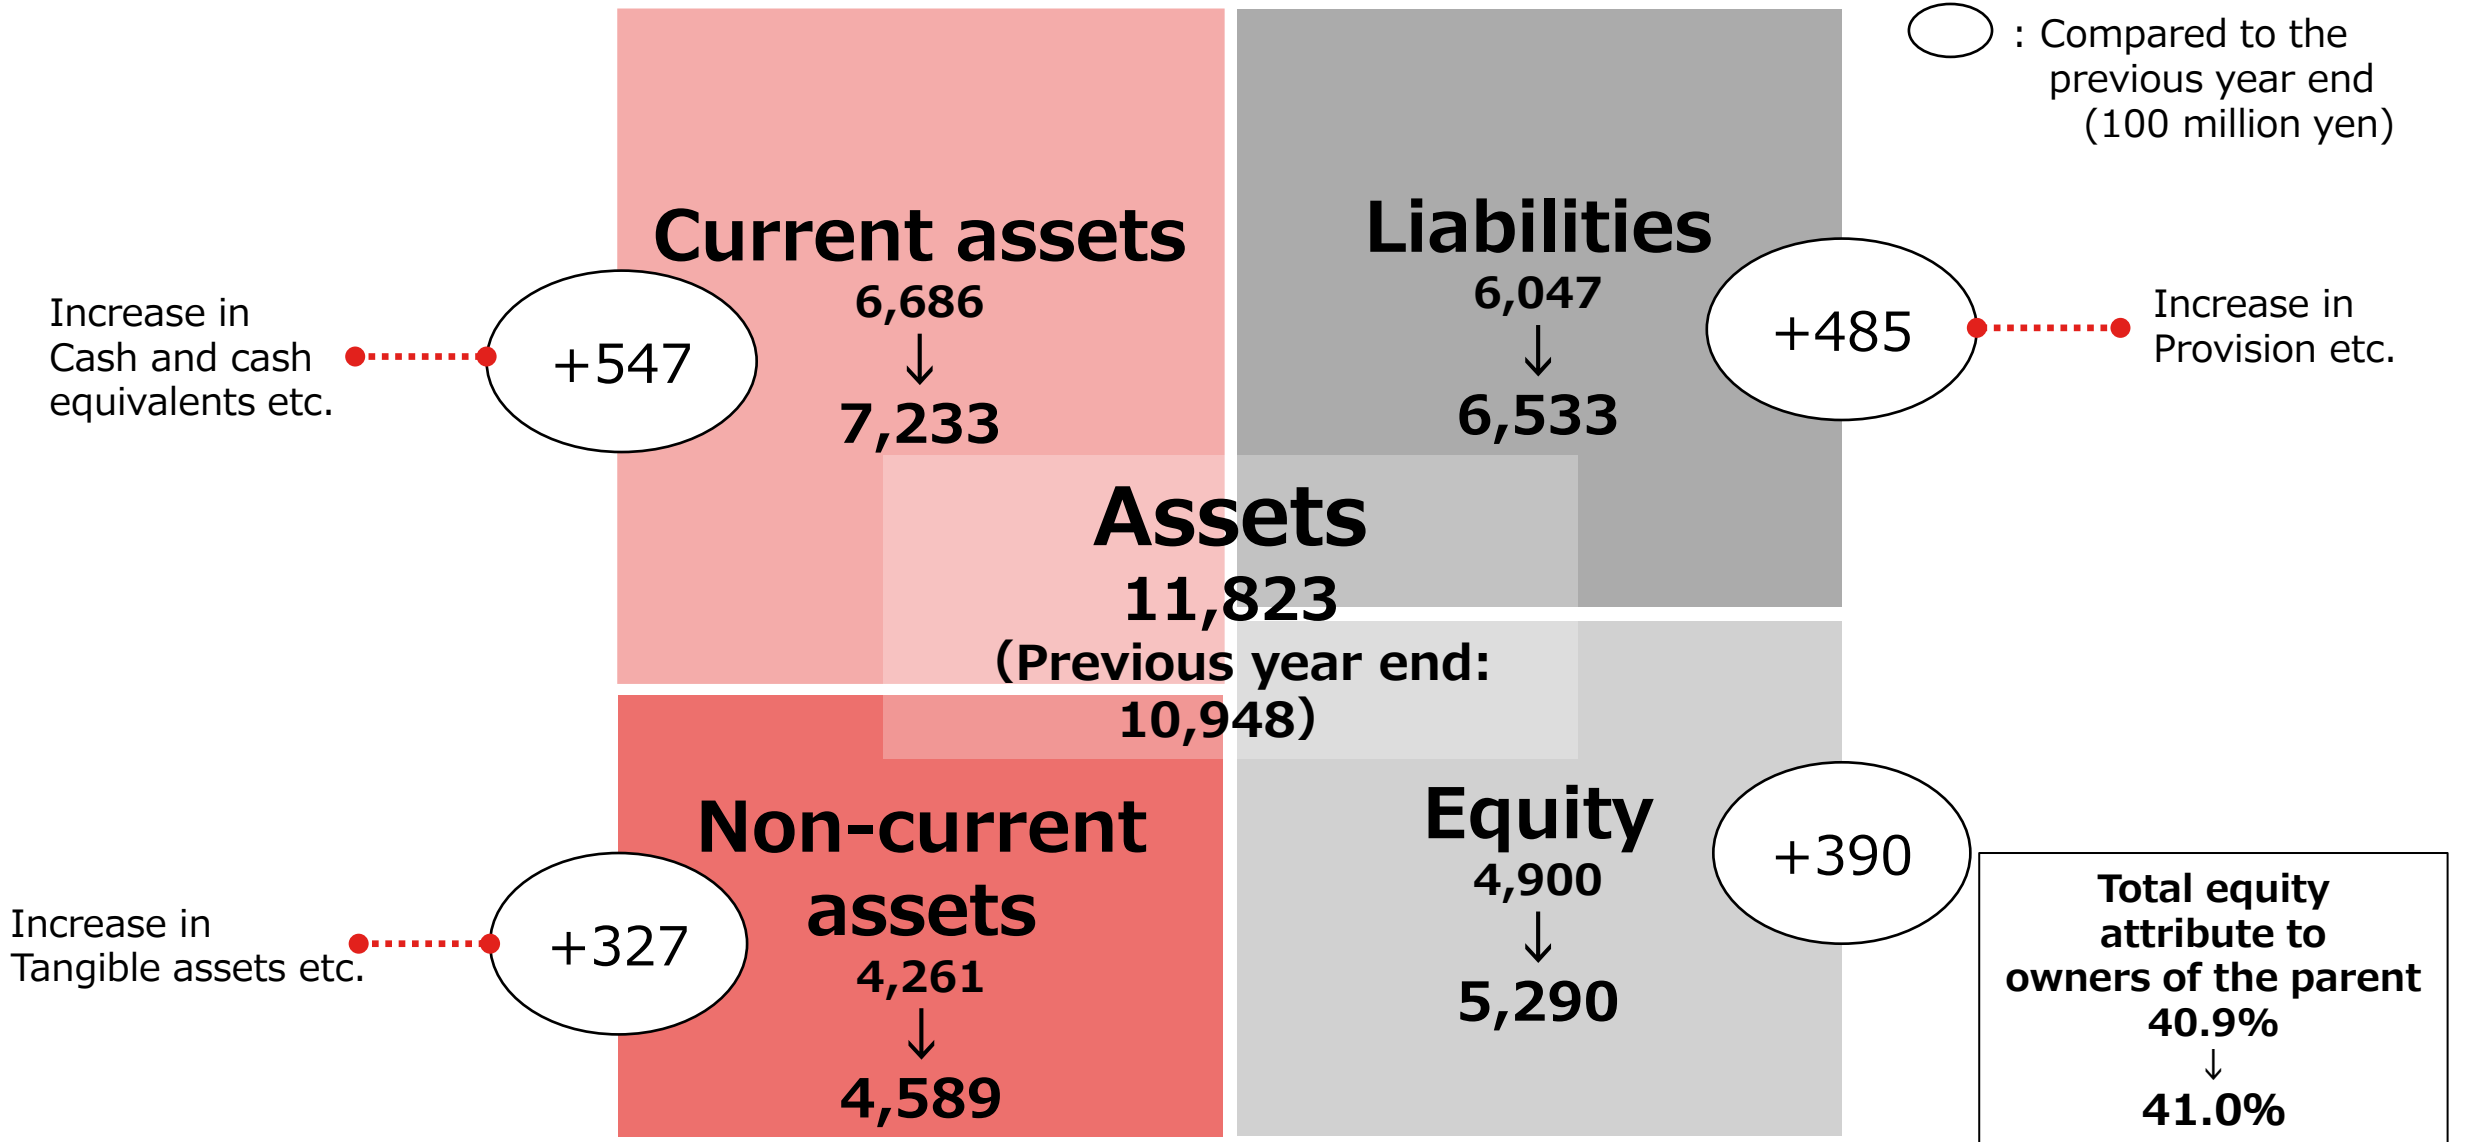 : Compared to the
previous year end
(100 million yen)
Current assets
6,686
↓
7,233
+547
Increase in
Cash and cash
equivalents etc.
Liabilities
6,047
↓
6,533
+485
Increase in
Provision etc.
Assets
11,823
（Previous year end:
10,948）
Non-current
assets
4,261
↓
4,589
+327
Increase in
Tangible assets etc.
Equity
4,900
↓
5,290
+390
Total equity
attribute to
owners of the parent
40.9%
↓
41.0%